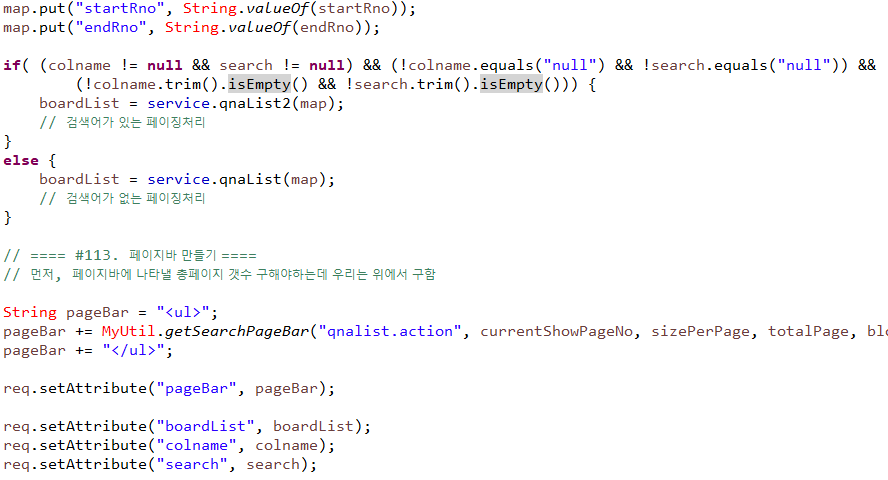 map.put("startRno", String.valueOf(startRno));
map.put("endRno", String.valueOf(endRno));
if( (colname != null && search != null) && (!colname.equals("null") && !search.equals("null")) &&
(!colname.trim().isEmpty() && !search.trim().isEmpty())) {
boardList = service.qnaList2(map);
// 검색어가 있는 페이징처리
}
else {
boardList = service.qnaList(map);
// 검색어가 없는 페이징처리
}
// ==== #113. 페이지바 만들기 ====
// 먼저, 페이지바에 나타낼 총페이지 갯수 구해야하는데 우리는 위에서 구함
String pageBar = "<ul>";
pageBar += MyUtil.getSearchPageBar("qnalist.action", currentShowPageNo, sizePerPage, totalPage,
pageBar += "</ul>";
req.setAttribute("pageBar", pageBar);
req.setAttribute("boardList", boardList);
req.setAttribute("colname", colname);
req.setAttribute("search", search);